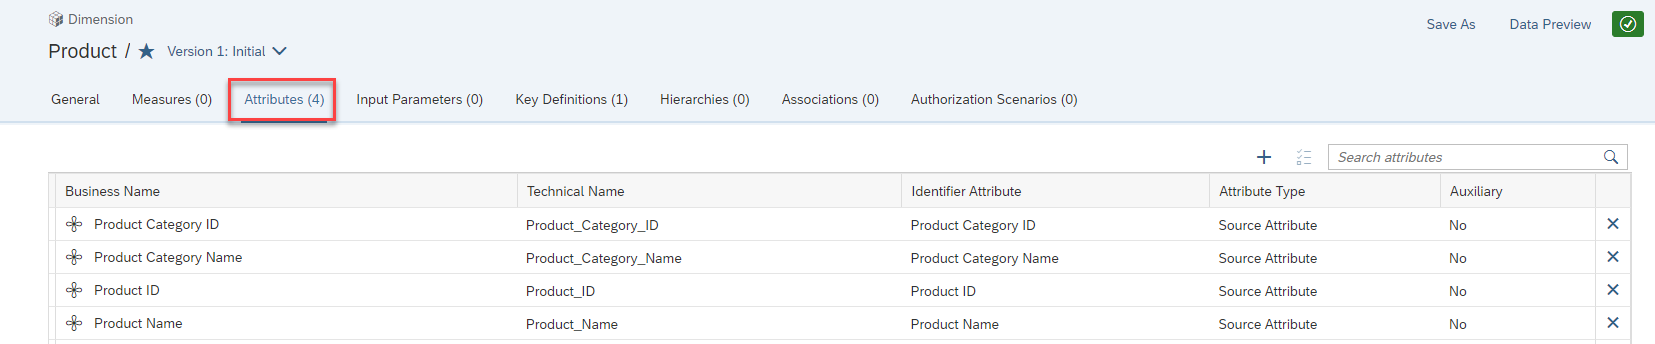 Dimension
Save As Data Preview
Product / Version 1: Initial
General Measures (0) Attributes (4) Input Parameters (0) Key Definitions (1) Hierarchies (0) Associations (0) Authorization Scenarios (0)
Search attributes
Business Name Technical Name Identifier Attribute Attribute Type Auxiliary
Product Category ID Product_Category_ID Product Category ID Source Attribute No
Product Category Name Product_Category_Name Product Category Name Source Attribute No
Product ID Product_ID Product ID Source Attribute No
Product Name Product_Name Product Name Source Attribute No